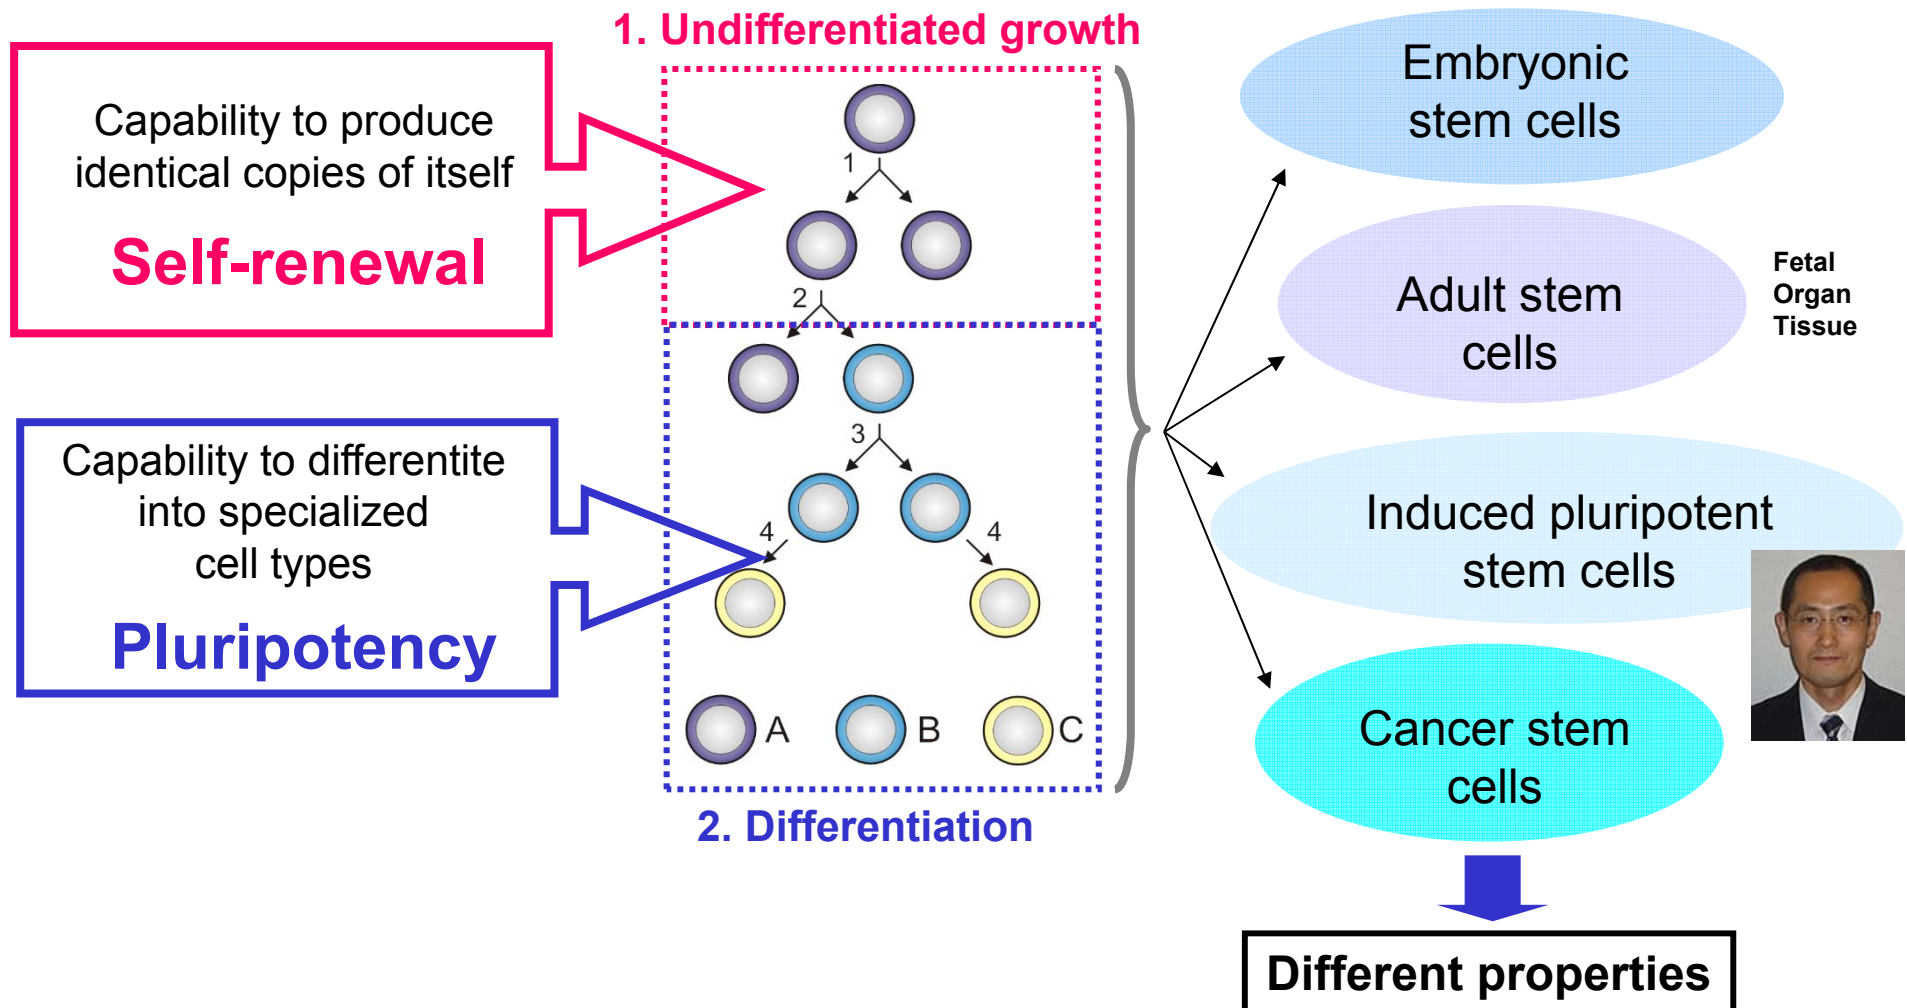 1. Undifferentiated growth
Capability to produce
identical copies of itself
Self-renewal
Capability to differentite
into specialized
cell types
Pluripotency
1
2
3
4
4
A
B
C
2. Differentiation
Embryonic
stem cells
Adult stem
cells
Fetal
Organ
Tissue
Induced pluripotent
stem cells
Cancer stem
cells
Different properties